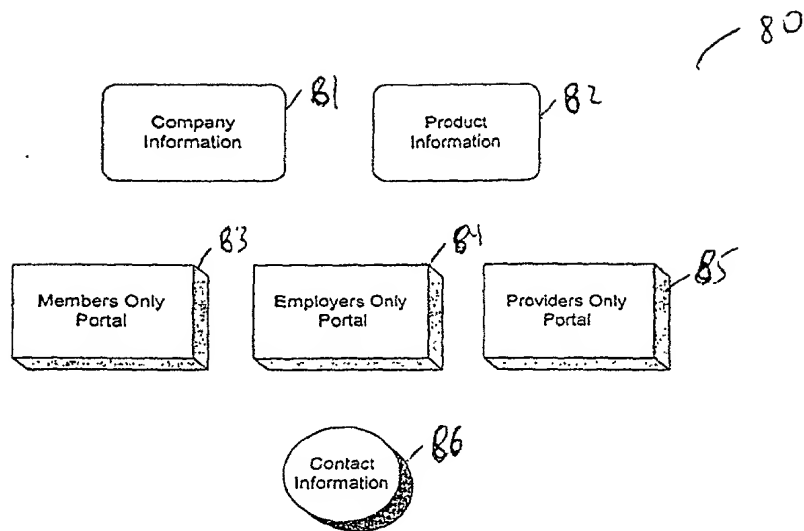 80
81
82
Company
Information
Product
Information
83
84
85
Members Only
Portal
Employers Only
Portal
Providers Only
Portal
86
Contact
Information